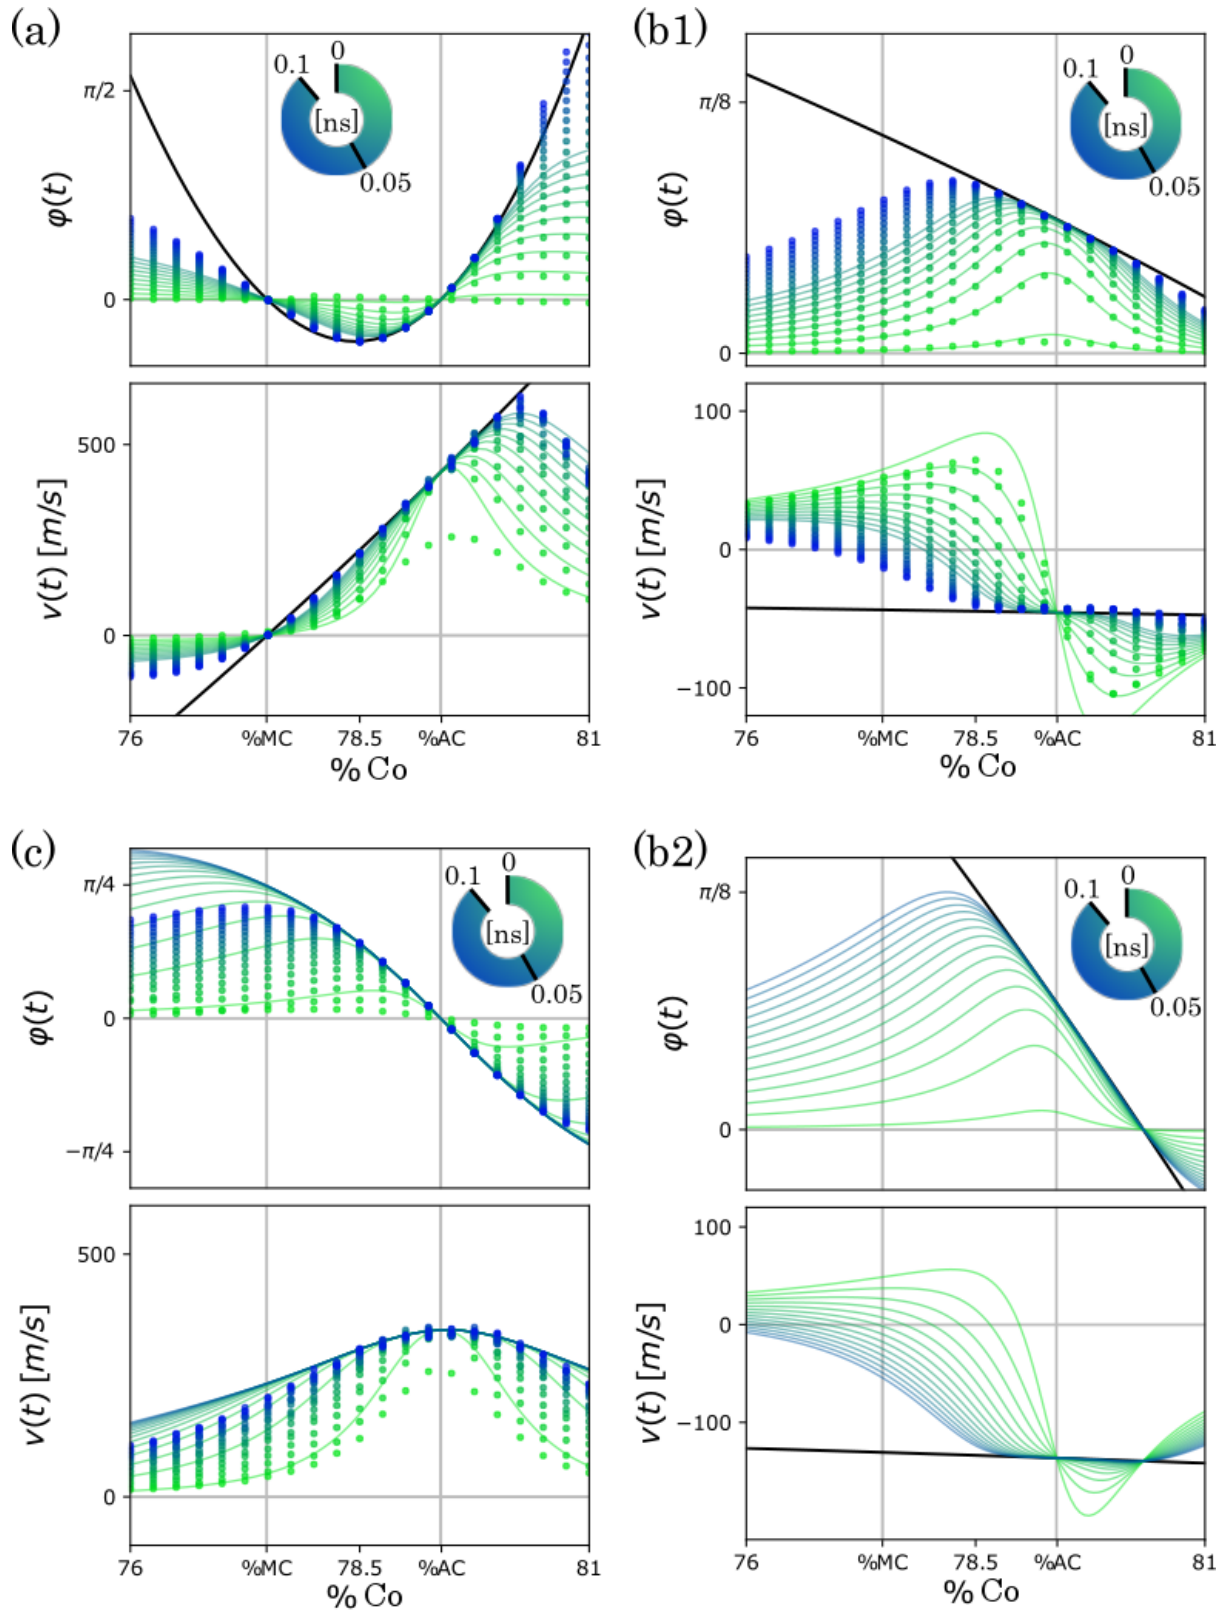 (a)
0.1
0
[ns]
0.05
π/2
0
φ(t)
500
0
v(t) [m/s]
76
%MC
78.5
%AC
81
% Co
(b1)
0.1
0
[ns]
0.05
π/8
0
φ(t)
100
0
−100
v(t) [m/s]
76
%MC
78.5
%AC
81
% Co
(c)
0.1
0
[ns]
0.05
π/4
0
−π/4
φ(t)
500
0
v(t) [m/s]
76
%MC
78.5
%AC
81
% Co
(b2)
0.1
0
[ns]
0.05
π/8
0
φ(t)
100
0
−100
v(t) [m/s]
76
%MC
78.5
%AC
81
% Co